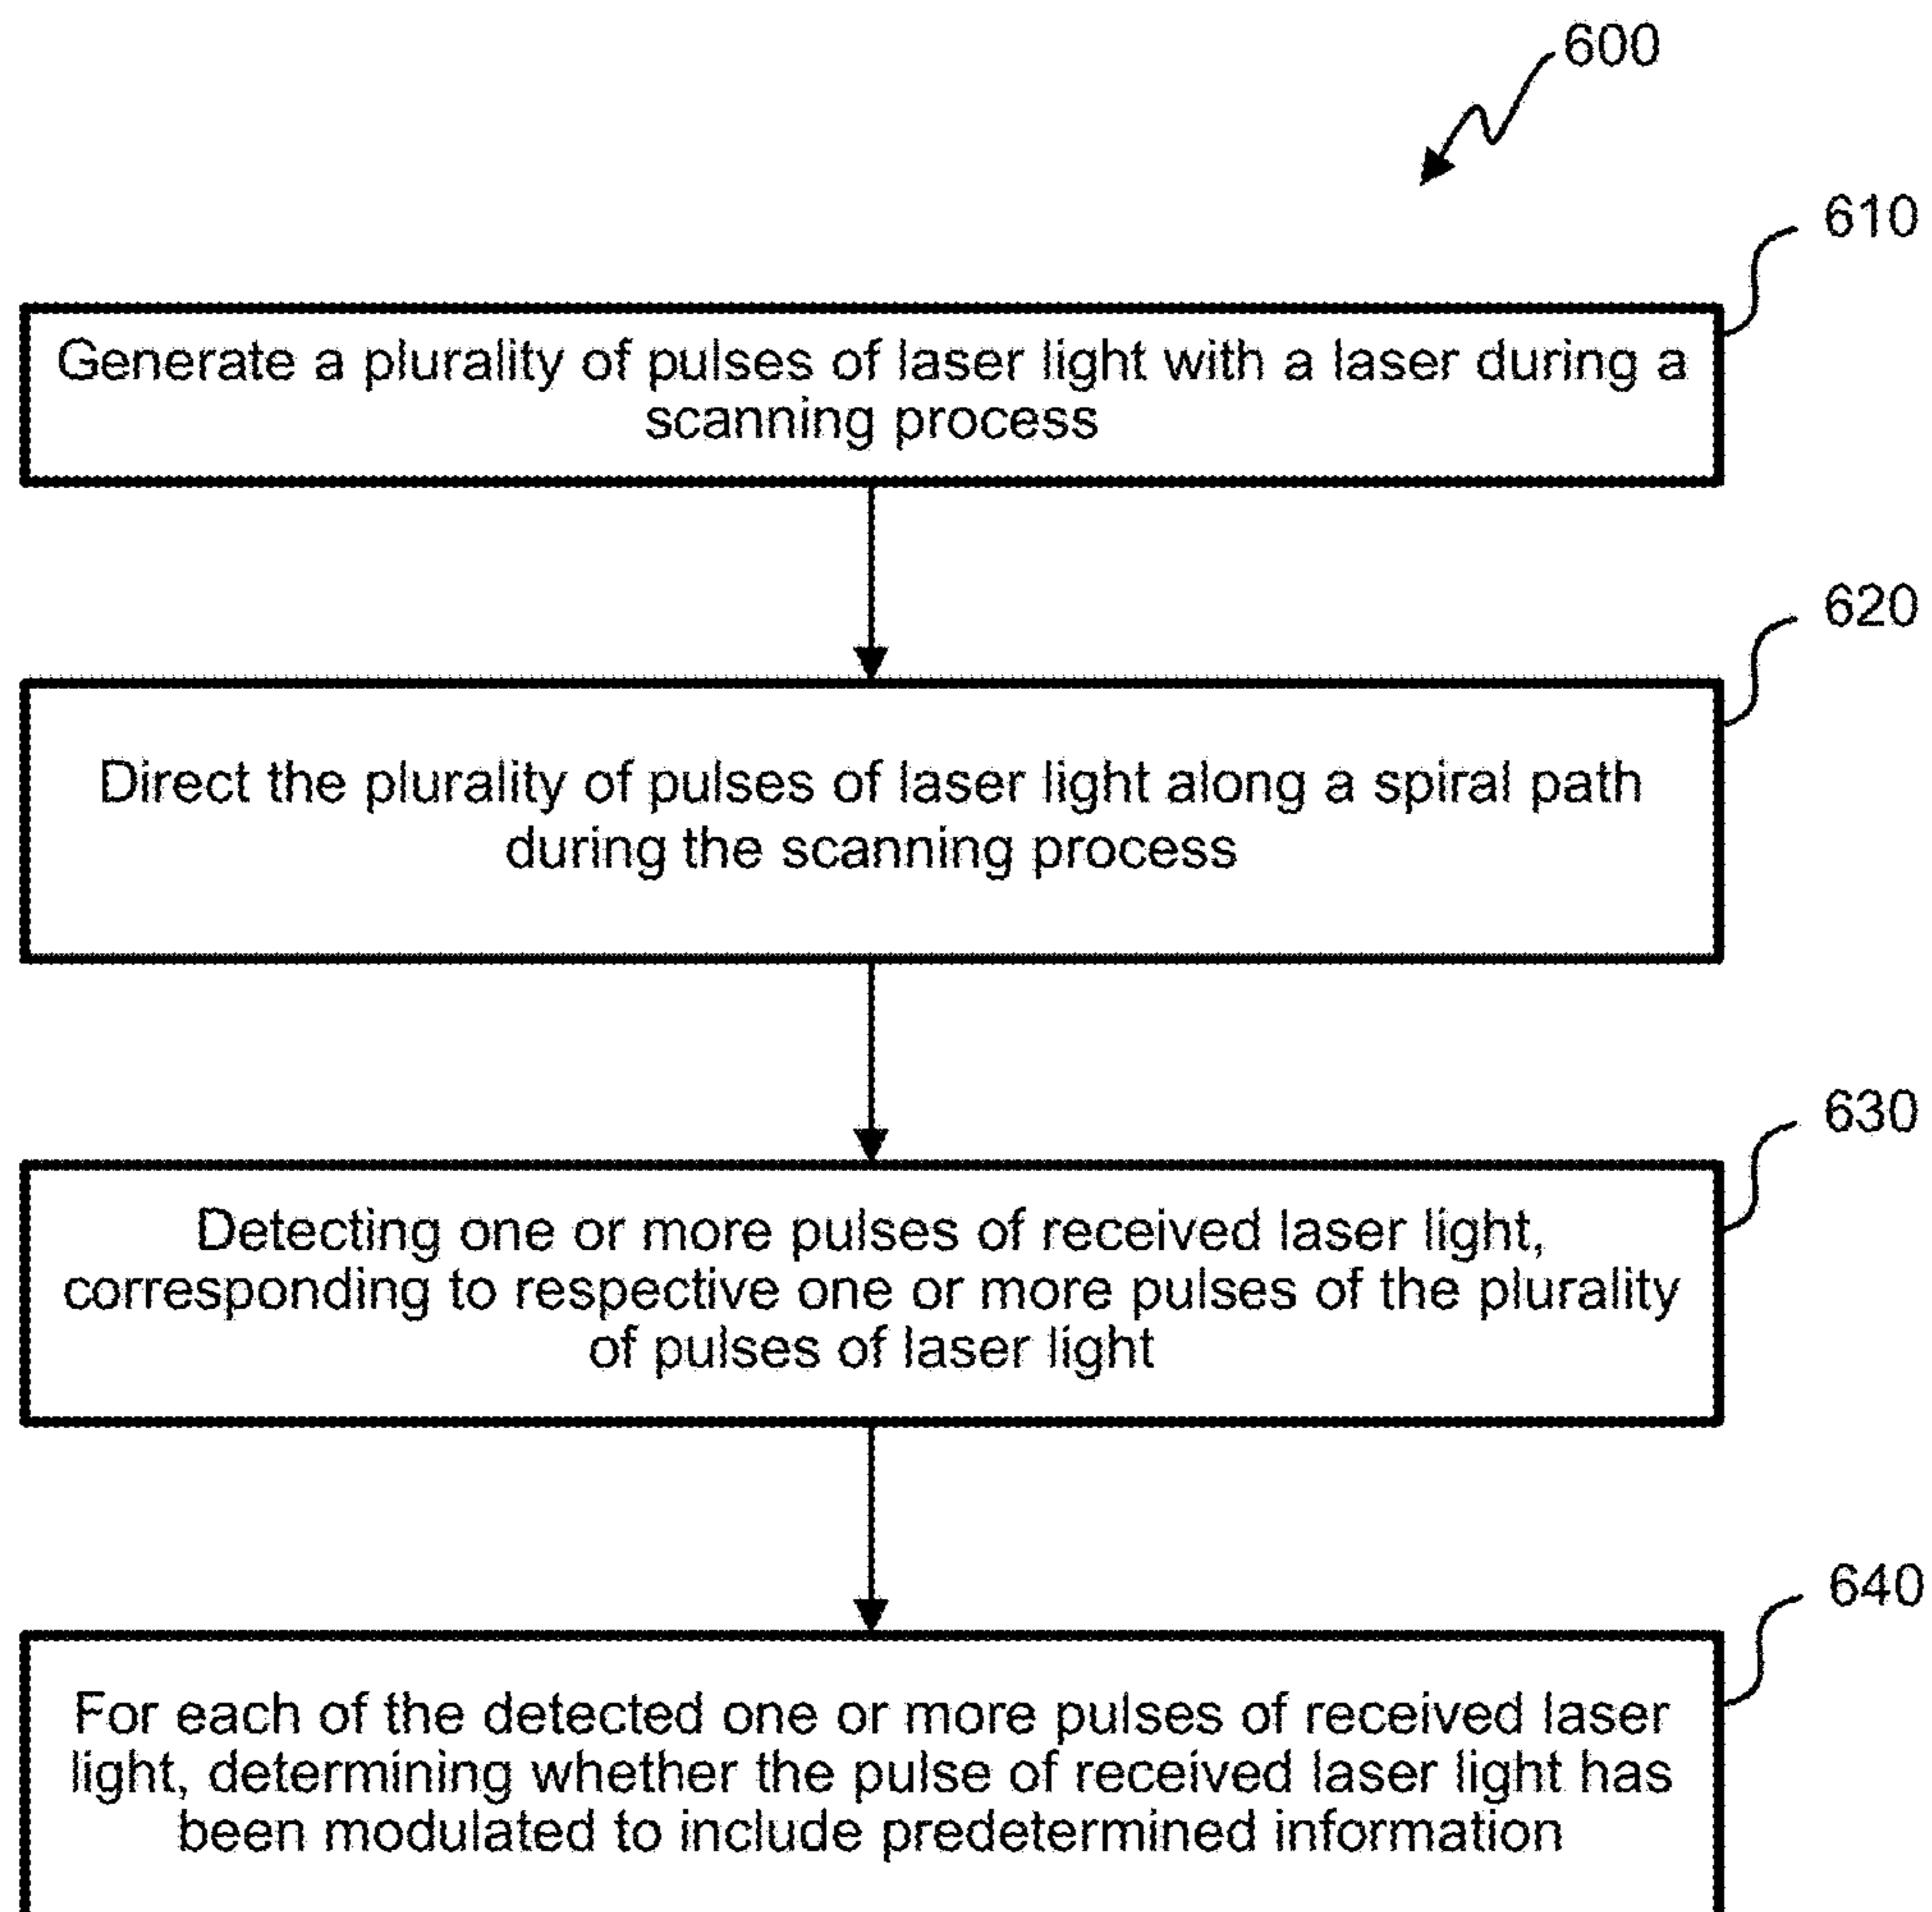 600
610
Generate a plurality of pulses of laser light with a laser during a
scanning process
620
Direct the plurality of pulses of laser light along a spiral path
during the scanning process
630
Detecting one or more pulses of received laser light,
corresponding to respective one or more pulses of the plurality
of pulses of laser light
640
For each of the detected one or more pulses of received laser
light, determining whether the pulse of received laser light has
been modulated to include predetermined information